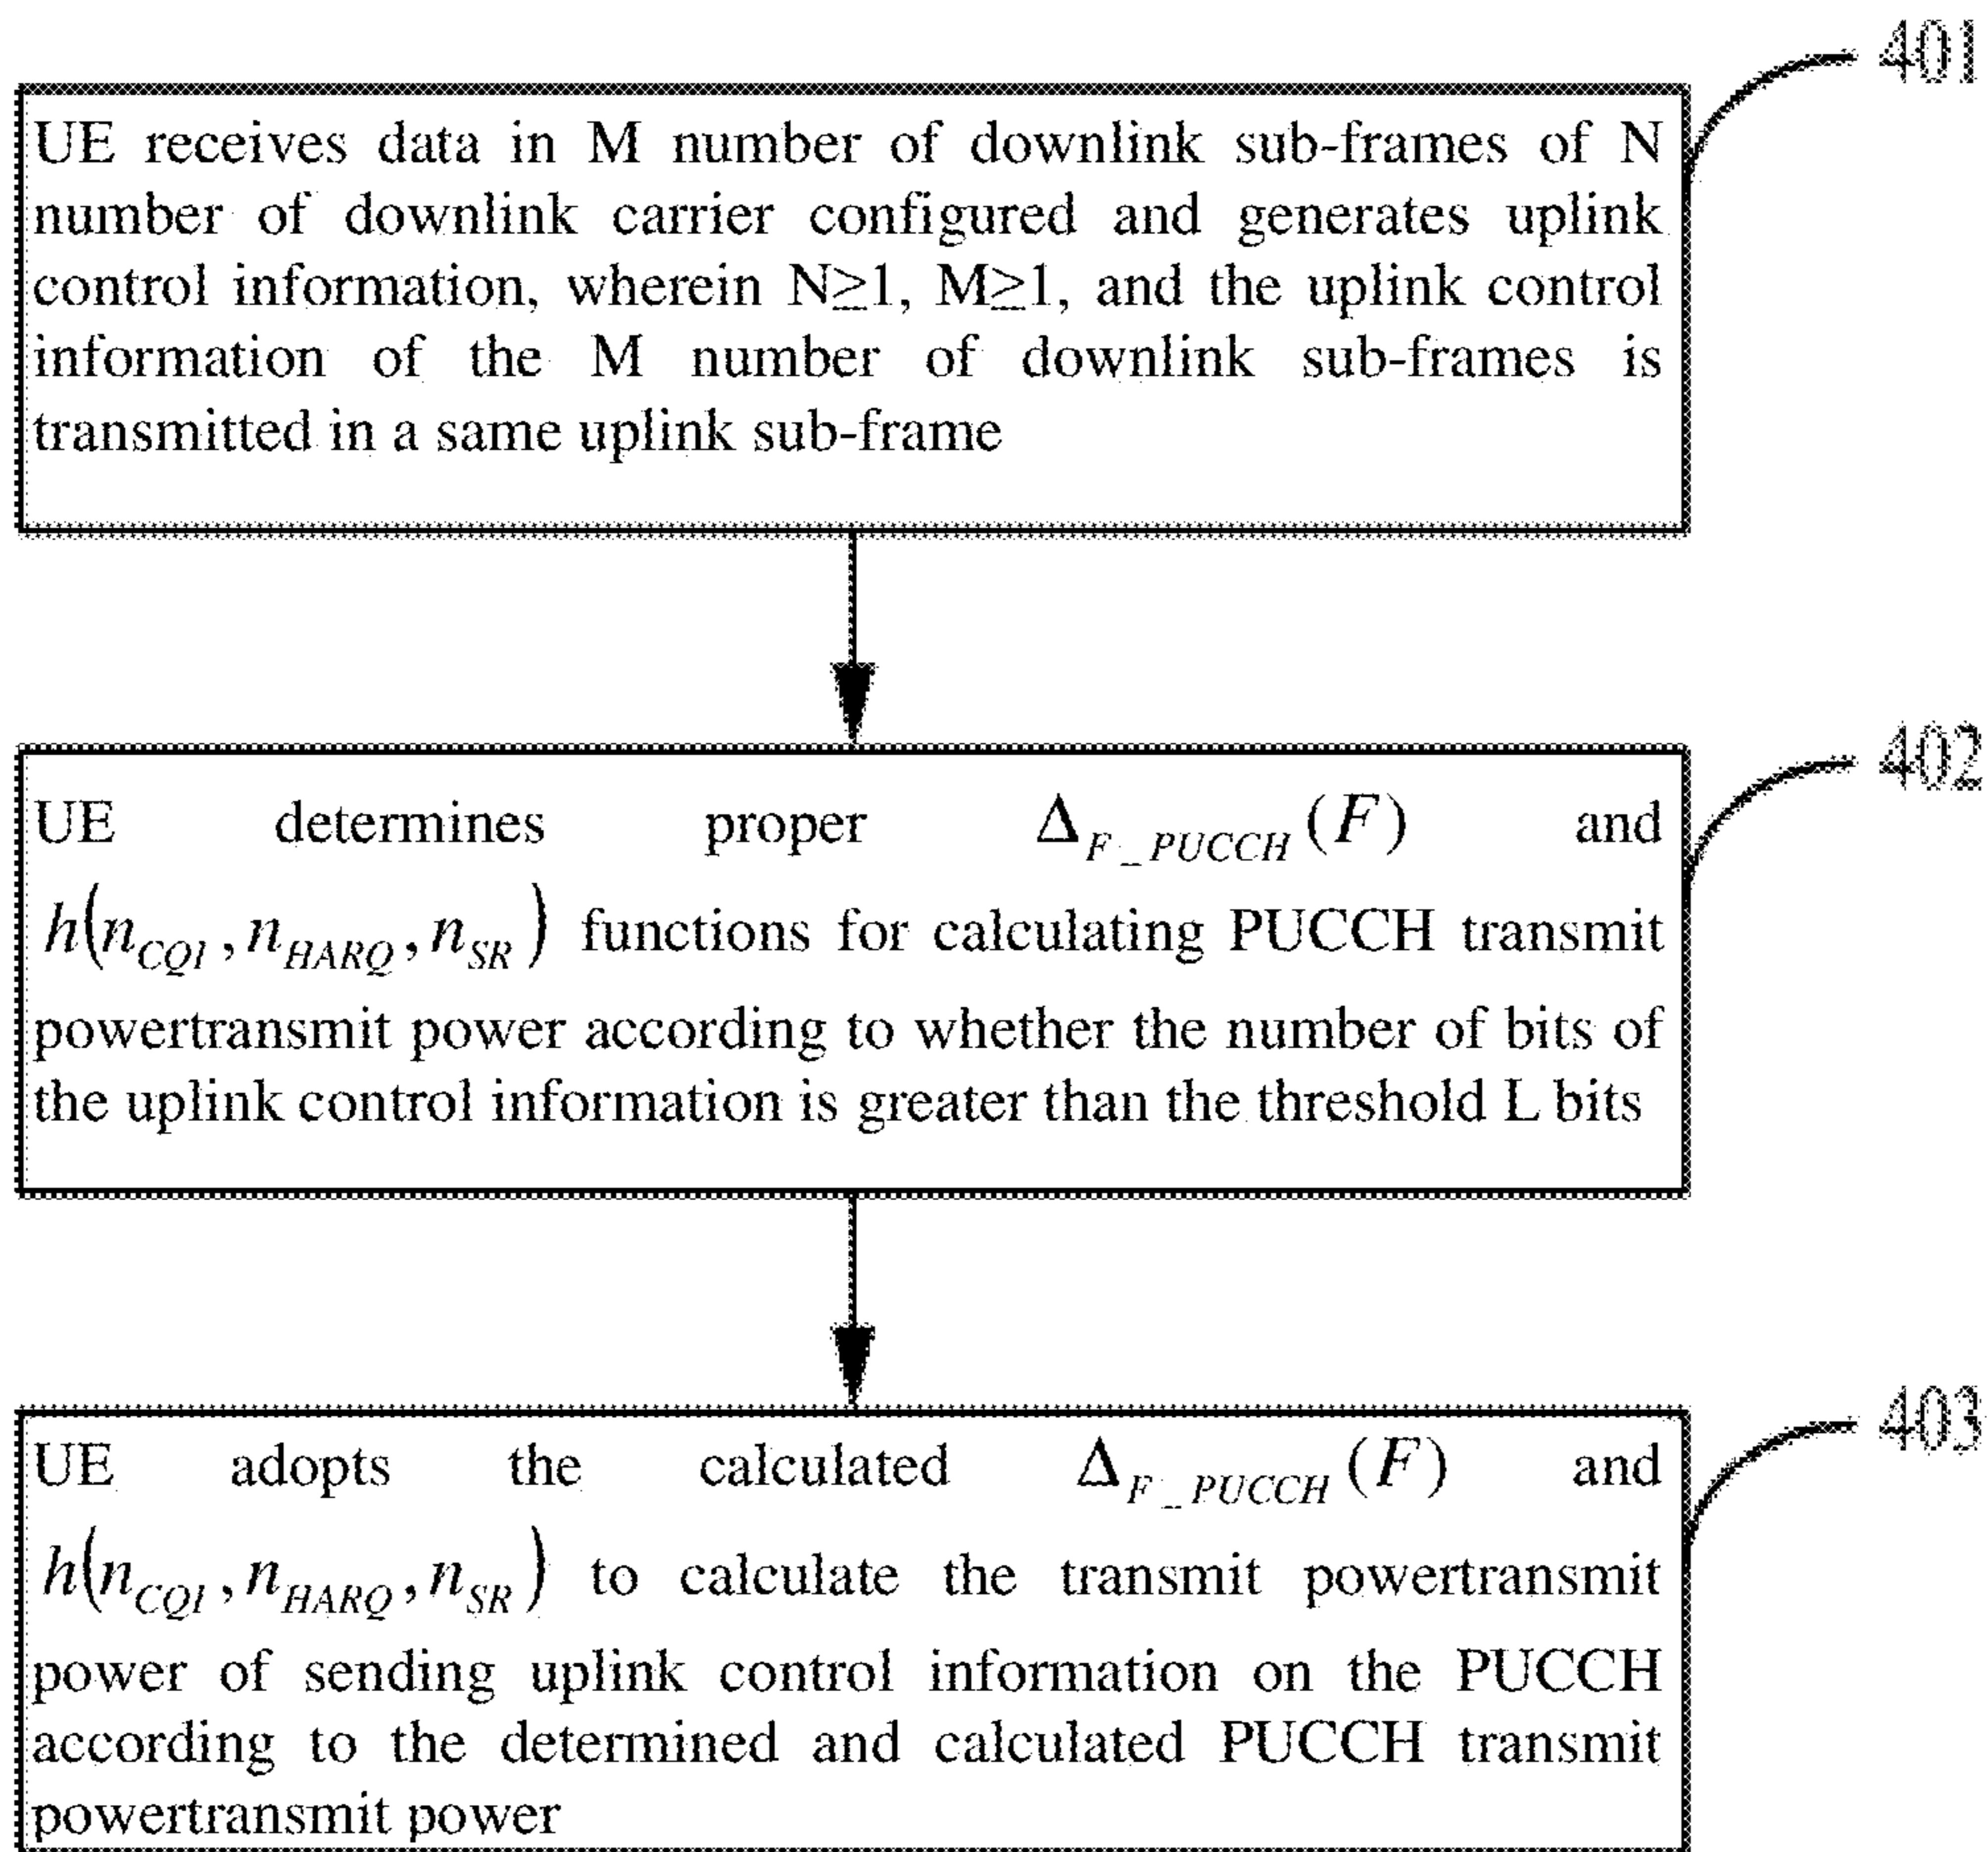 401
UE receives data in M number of downlink sub-frames of N
number of downlink carrier configured and generates uplink
control information, wherein N≥1, M≥1, and the uplink control
information of the M number of downlink sub-frames is
transmitted in a same uplink sub-frame
402
UE determines proper Δ_{F_PUCCH}(F) and
h(n_{CQI}, n_{HARQ}, n_{SR}) functions for calculating PUCCH transmit
powertransmit power according to whether the number of bits of
the uplink control information is greater than the threshold L bits
403
UE adopts the calculated Δ_{F_PUCCH}(F) and
h(n_{CQI}, n_{HARQ}, n_{SR}) to calculate the transmit powertransmit
power of sending uplink control information on the PUCCH
according to the determined and calculated PUCCH transmit
powertransmit power